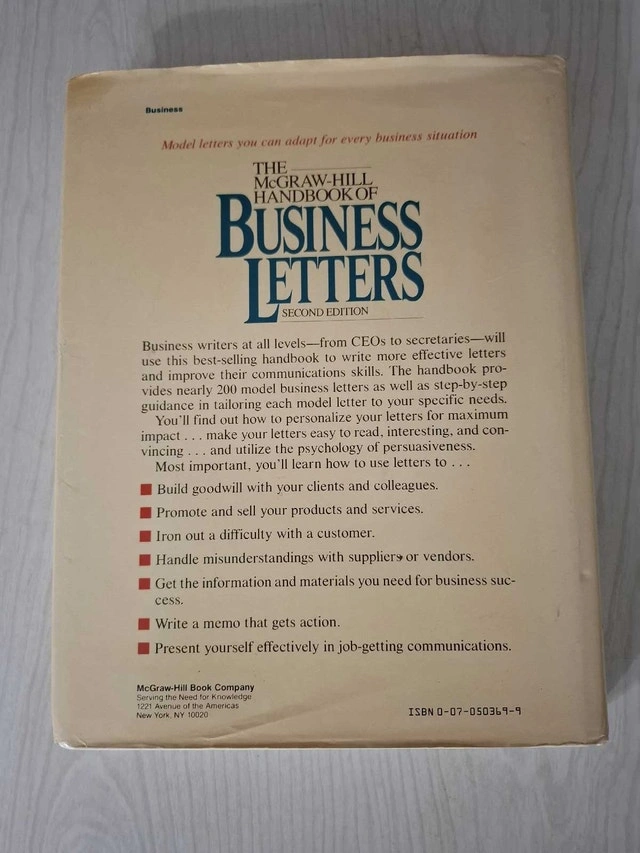 Business
Model letters you can adapt for every business situation
THE
McGRAW-HILL
HANDBOOK OF
BUSINESS
LETTERS
SECOND EDITION
Business writers at all levels—from CEOs to secretaries—will
use this best-selling handbook to write more effective letters
and improve their communications skills. The handbook pro-
vides nearly 200 model business letters as well as step-by-step
guidance in tailoring each model letter to your specific needs.
You'll find out how to personalize your letters for maximum
impact . . . make your letters easy to read, interesting, and con-
vincing . . . and utilize the psychology of persuasiveness.
Most important, you'll learn how to use letters to . . .
Build goodwill with your clients and colleagues.
Promote and sell your products and services.
Iron out a difficulty with a customer.
Handle misunderstandings with suppliers or vendors.
Get the information and materials you need for business suc-
cess.
Write a memo that gets action.
Present yourself effectively in job-getting communications.
McGraw-Hill Book Company
Serving the Need for Knowledge
1221 Avenue of the Americas
New York, NY 10020
ISBN 0-07-050369-9